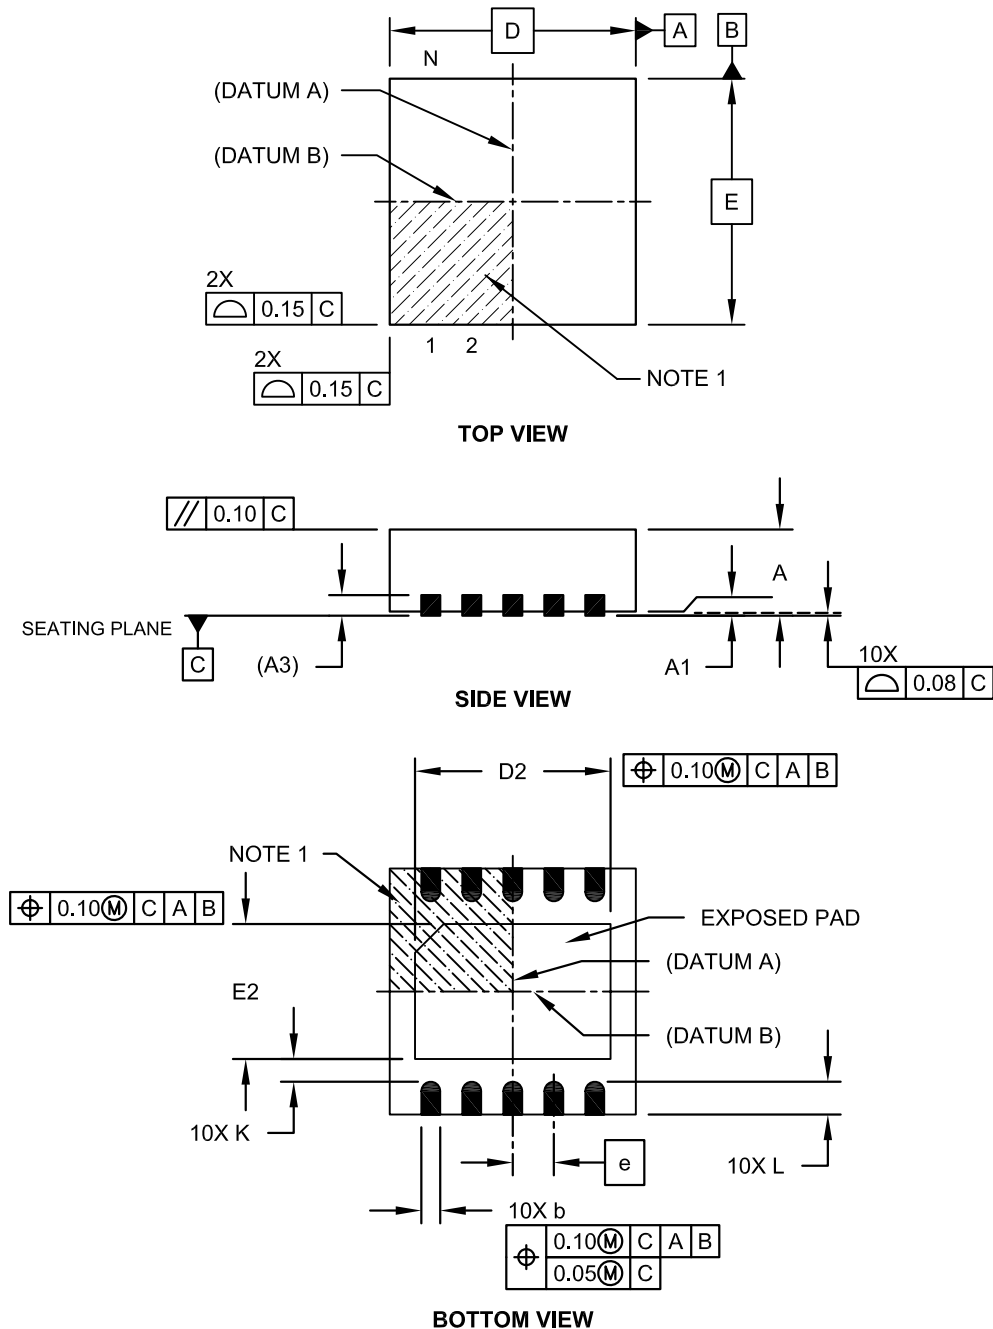 D
A
B
N
(DATUM A)
(DATUM B)
E
2X
0.15 C
1 2
2X
0.15 C
NOTE 1
TOP VIEW
0.10 C
A
SEATING PLANE
C
(A3)
A1
10X
0.08 C
SIDE VIEW
D2
0.10 Ⓜ C A B
NOTE 1
0.10 Ⓜ C A B
EXPOSED PAD
(DATUM A)
E2
(DATUM B)
10X K
e
10X L
10X b
0.10 Ⓜ C A B
0.05 Ⓜ C
BOTTOM VIEW